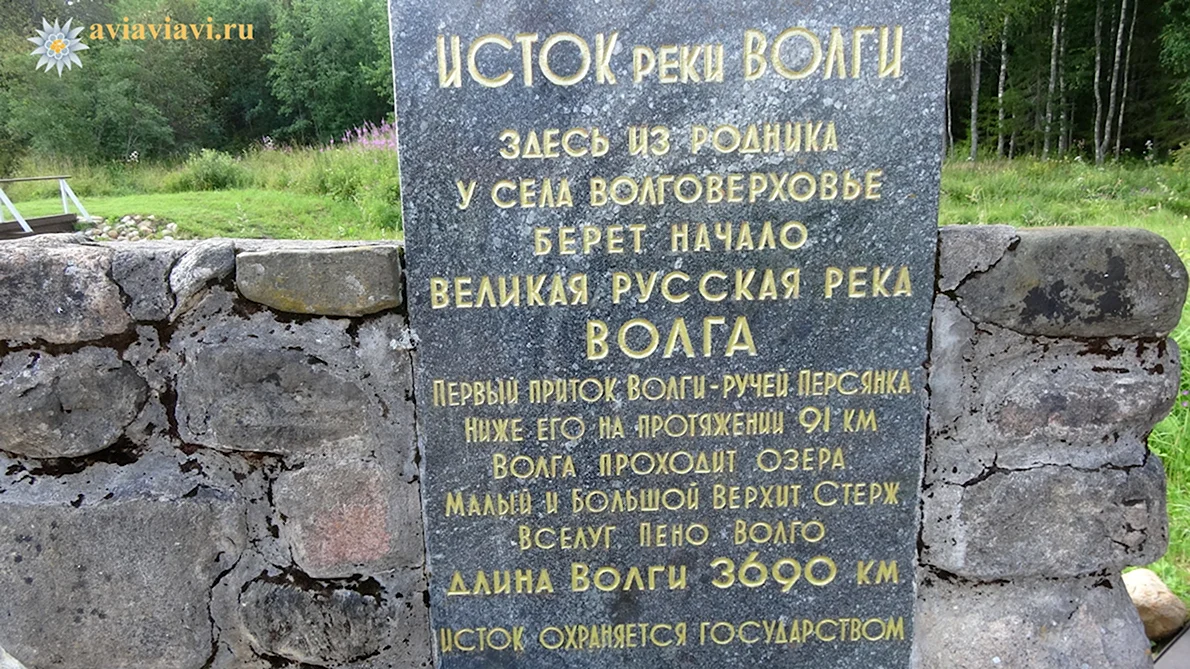 aviaviavi.ru
ИСТОК РЕКИ ВОЛГИ
ЗДЕСЬ ИЗ РОДНИКА
У СЕЛА ВОЛГОВЕРХОВЬЕ
БЕРЕТ НАЧАЛО
ВЕЛИКАЯ РУССКАЯ РЕКА
ВОЛГА
ПЕРВЫЙ ПРИТОК ВОЛГИ-РУЧЕЙ ПЕРСЯНКА.
НИЖЕ ЕГО НА ПРОТЯЖЕНИИ 91 КМ
ВОЛГА ПРОХОДИТ ОЗЕРА
МАЛЫЙ И БОЛЬШОЙ ВЕРХИТ, СТЕРЖ
ВСЕЛУГ ПЕНО ВОЛГО
ДЛИНА ВОЛГИ 3690 КМ
ИСТОК ОХРАНЯЕТСЯ ГОСУДАРСТВОМ